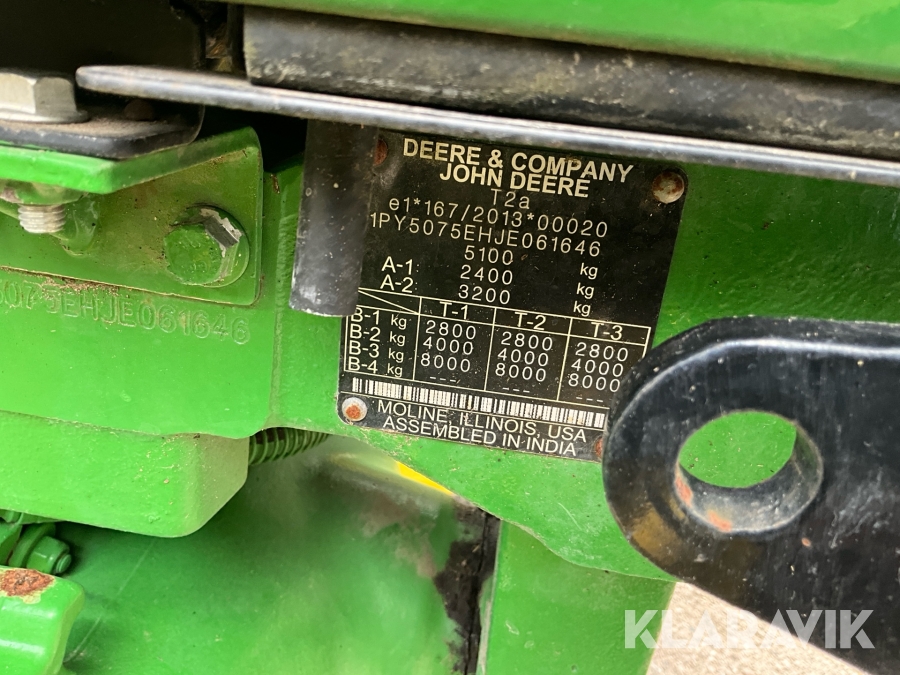 DEERE & COMPANY
JOHN DEERE
T2a
e1*167/2013*00020
1PY5075EHJE061646
5100 kg
A-1: 2400 kg
A-2: 3200 kg
T-1 T-2 T-3
B-1 kg 2800 2800 2800
B-2 kg 4000 4000 4000
B-3 kg 8000 8000 8000
B-4 kg --- --- ---
MOLINE, ILLINOIS, USA
ASSEMBLED IN INDIA
5075EHJE061646
KLARAVIK